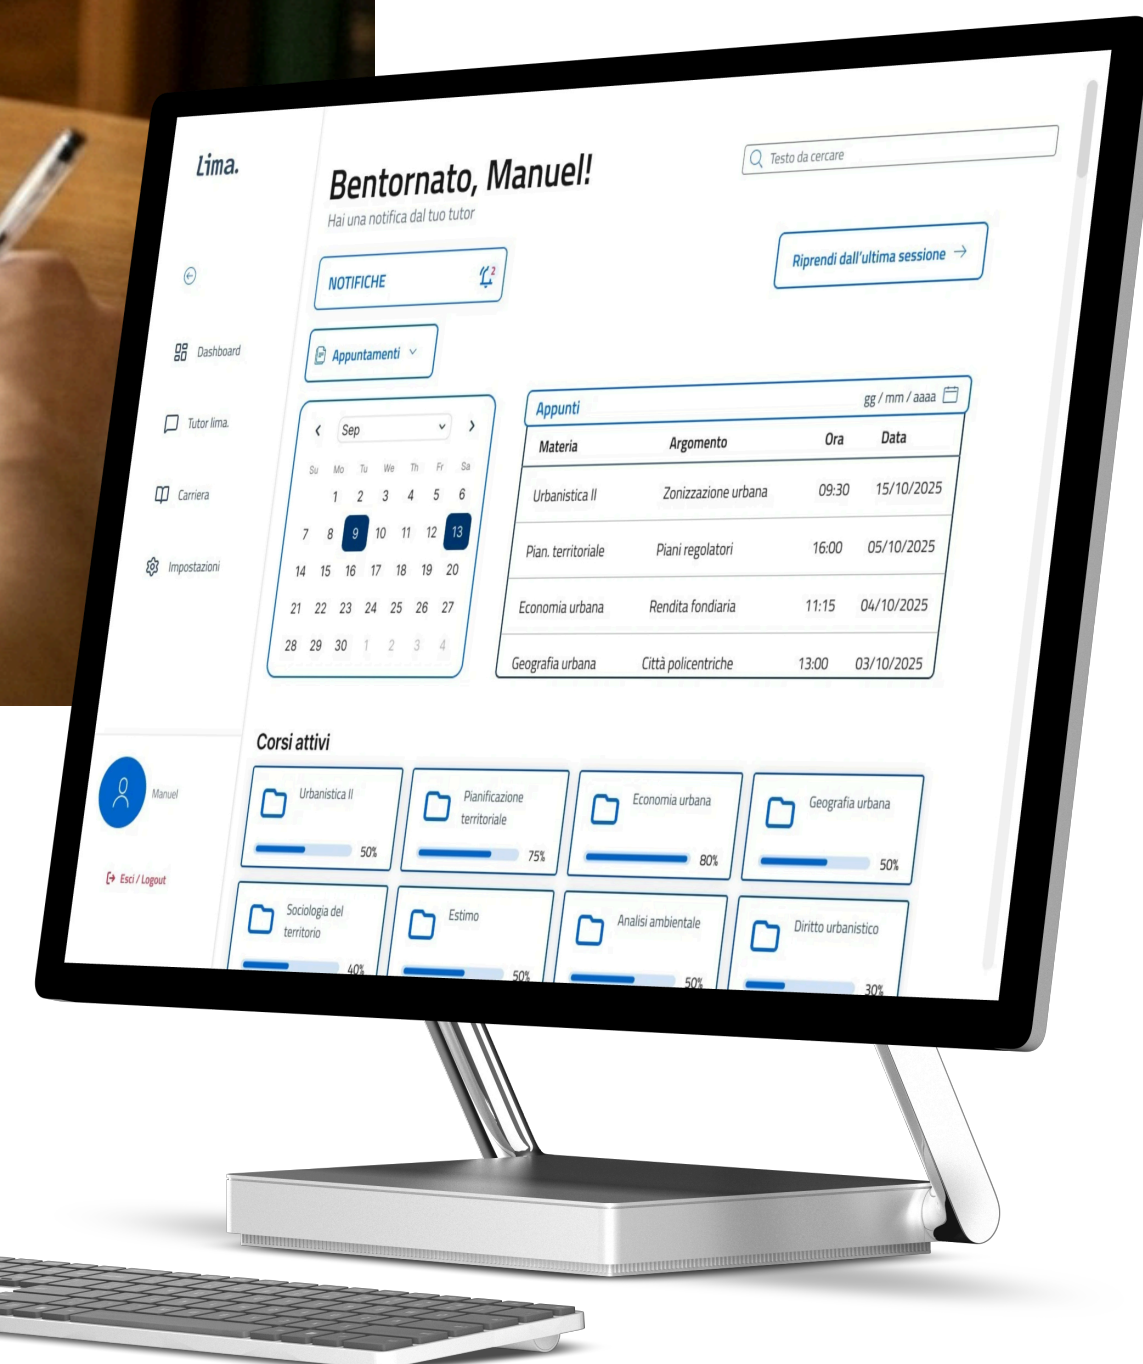 lima.
Bentornato, Manuel!
Hai una notifica dal tuo tutor
Testo da cercare
NOTIFICHE
2
Riprendi dall'ultima sessione
Dashboard
Tutor lima.
Carriera
Impostazioni
Appuntamenti
Sep
Su Mo Tu We Th Fr Sa
1 2 3 4 5 6
7 8 9 10 11 12 13
14 15 16 17 18 19 20
21 22 23 24 25 26 27
28 29 30 1 2 3 4
Appunti gg / mm / aaaa
Materia Argomento Ora Data
Urbanistica II Zonizzazione urbana 09:30 15/10/2025
Pian. territoriale Piani regolatori 16:00 05/10/2025
Economia urbana Rendita fondiaria 11:15 04/10/2025
Geografia urbana Città policentriche 13:00 03/10/2025
Corsi attivi
Urbanistica II
50%
Pianificazione
territoriale
75%
Economia urbana
80%
Geografia urbana
50%
Sociologia del
territorio
40%
Estimo
50%
Analisi ambientale
50%
Diritto urbanistico
30%
Manuel
Esci / Logout